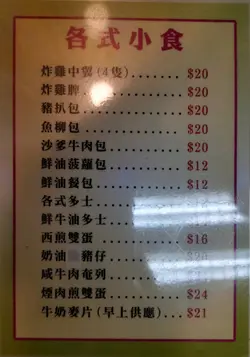 各式小食
炸雞中翼(4隻)....... $20
炸雞脾............. $20
豬扒包............. $20
魚柳包............. $20
沙爹牛肉包......... $20
鮮油菠蘿包......... $12
鮮油餐包........... $12
各式多士........... $12
鮮牛油多士......... $12
西煎雙蛋........... $16
奶油 豬仔......... $20
咸牛肉奄列.........
煙肉煎雙蛋......... $24
牛奶麥片(早上供應).. $21